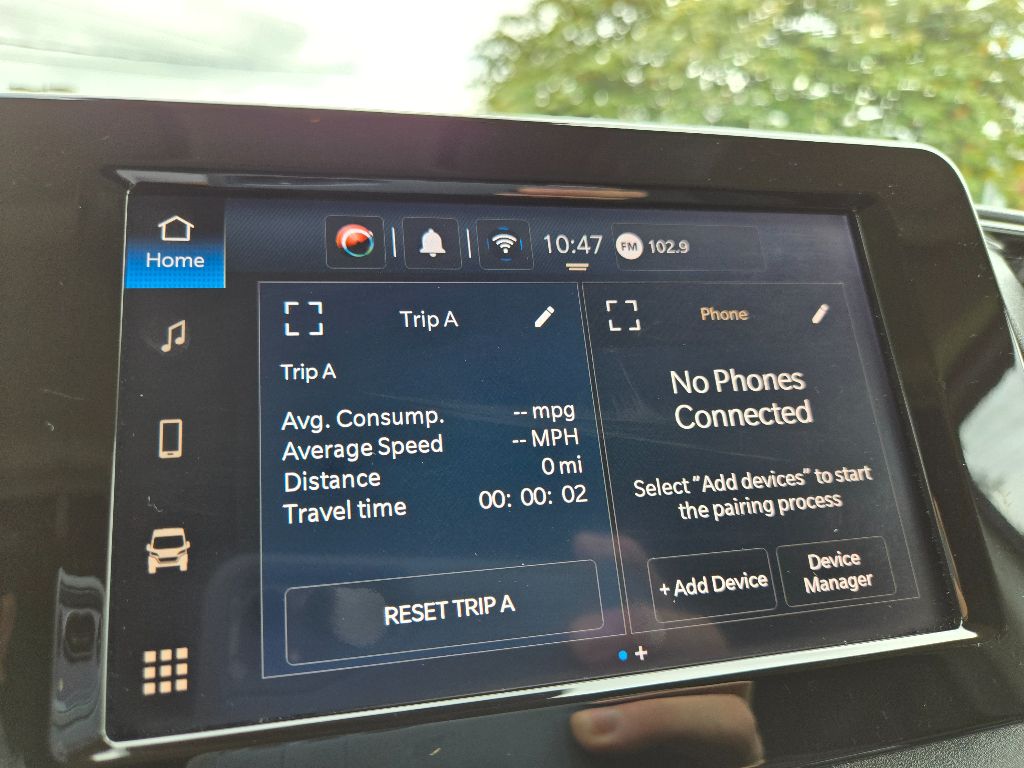 Home
10:47
FM 102.9
Trip A
Trip A
Avg. Consump. -- mpg
Average Speed -- MPH
Distance 0 mi
Travel time 00: 00: 02
RESET TRIP A
Phone
No Phones
Connected
Select "Add devices" to start
the pairing process
+ Add Device
Device
Manager
+